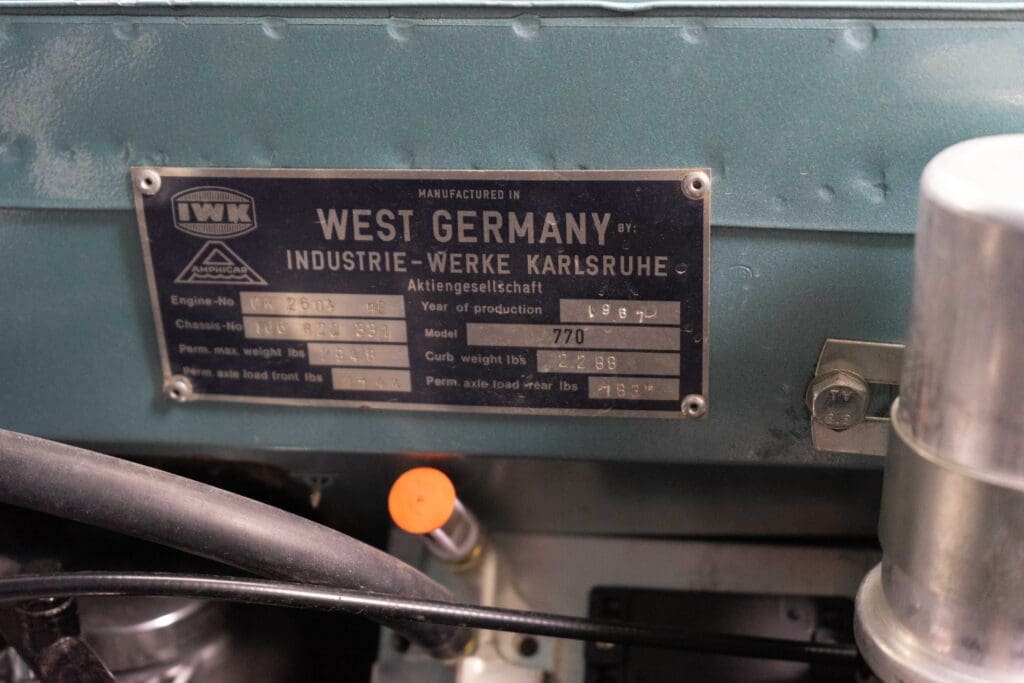 IWK
AMPHICAR
MANUFACTURED IN
WEST GERMANY BY:
INDUSTRIE-WERKE KARLSRUHE
Aktiengesellschaft
Engine-No
Chassis-No
Perm. max. weight lbs
Perm. axle load front lbs
Year of production
Model 770
Curb weight lbs 2288
Perm. axle load rear lbs